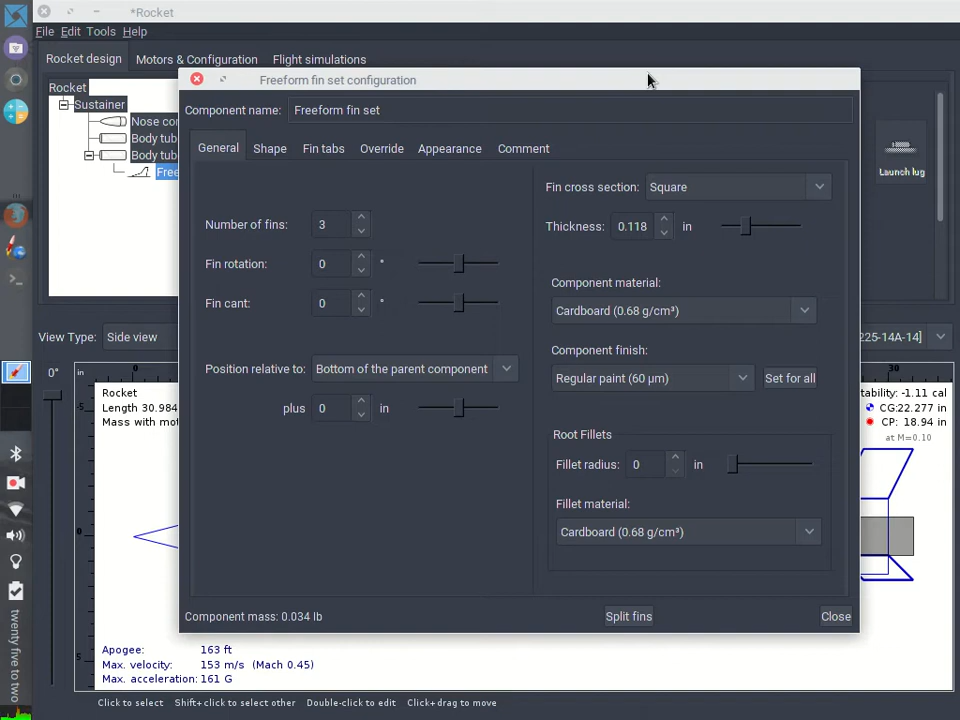 *Rocket
File Edit Tools Help
Rocket design Motors & Configuration Flight simulations
Rocket
Sustainer
Nose con
Body tub
Body tub
Free
Launch lug
Freeform fin set configuration
Component name: Freeform fin set
General Shape Fin tabs Override Appearance Comment
Number of fins: 3
Fin rotation: 0 °
Fin cant: 0 °
Position relative to: Bottom of the parent component
plus 0 in
Fin cross section: Square
Thickness: 0.118 in
Component material:
Cardboard (0.68 g/cm³)
Component finish:
Regular paint (60 µm) Set for all
Root Fillets
Fillet radius: 0 in
Fillet material:
Cardboard (0.68 g/cm³)
Component mass: 0.034 lb Split fins Close
View Type: Side view
225-14A-14]
0°
in 0 30
-5
0
5
Rocket
Length 30.984
Mass with mot
tability: -1.11 cal
CG:22.277 in
CP: 18.94 in
at M=0.10
Apogee: 163 ft
Max. velocity: 153 m/s (Mach 0.45)
Max. acceleration: 161 G
Click to select Shift+click to select other Double-click to edit Click+drag to move
twenty five to two